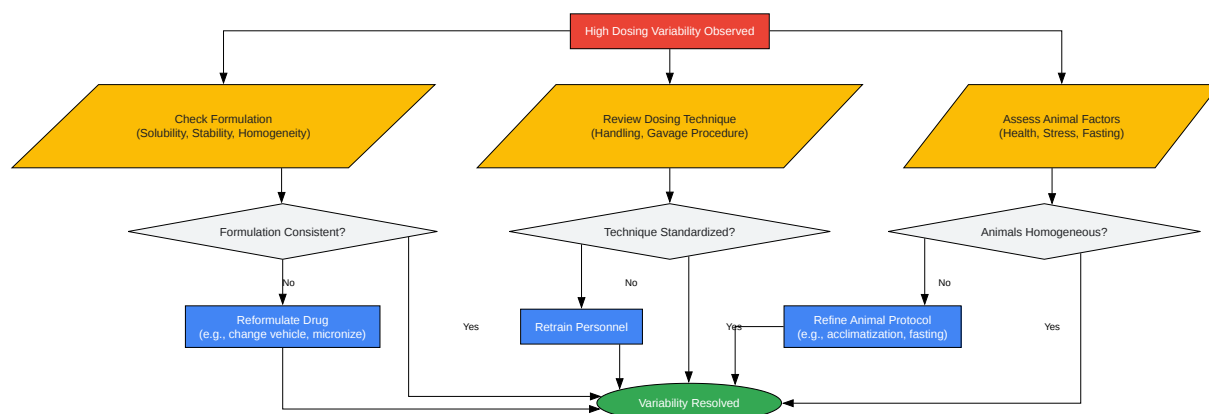 High Dosing Variability Observed
Check Formulation
(Solubility, Stability, Homogeneity)
Review Dosing Technique
(Handling, Gavage Procedure)
Assess Animal Factors
(Health, Stress, Fasting)
Formulation Consistent?
Technique Standardized?
Animals Homogeneous?
No
No
No
Reformulate Drug
(e.g., change vehicle, micronize)
Yes
Retrain Personnel
Yes
Refine Animal Protocol
(e.g., acclimatization, fasting)
Yes
Variability Resolved